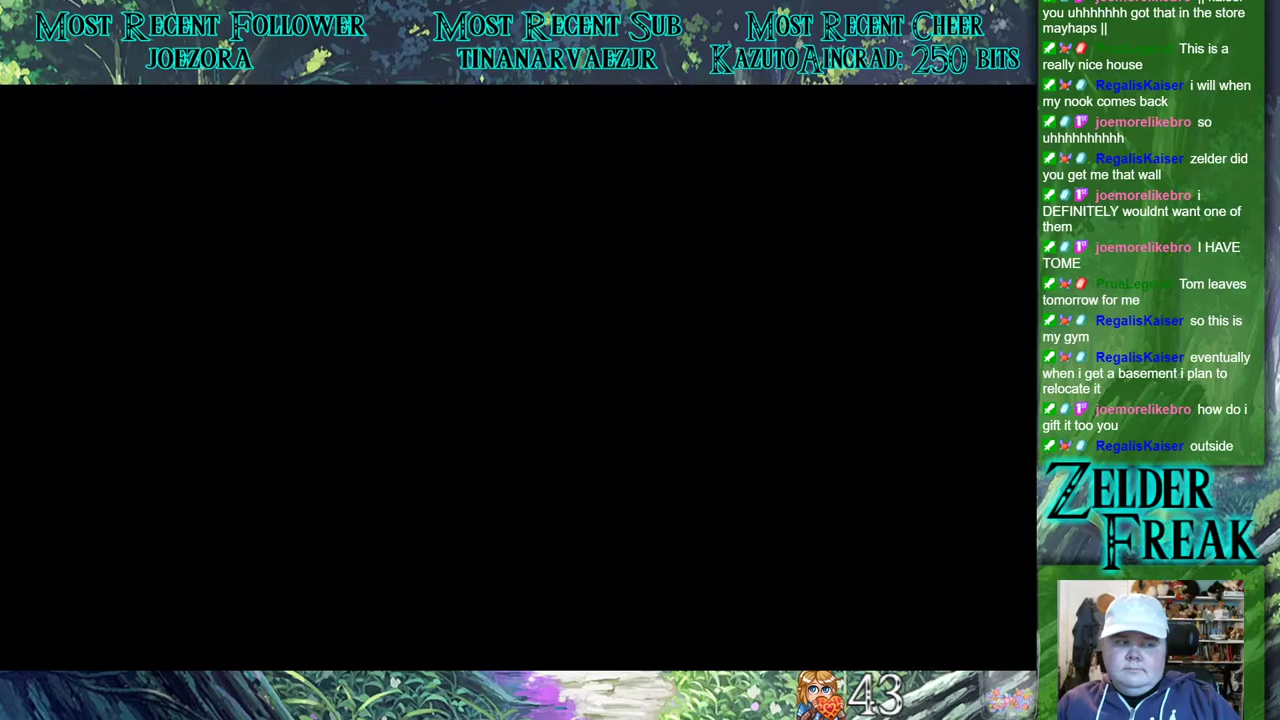 Most Recent Follower
joezora
Most Recent Sub
tinanarvaezjr
Most Recent Cheer
KazutoAincrad: 250 bits
you uhhhhhhh got that in the store
mayhaps ||
This is a
really nice house
RegalisKaiser i will when
my nook comes back
joemorelikebro so
uhhhhhhhhhh
RegalisKaiser zelder did
you get me that wall
joemorelikebro i
DEFINITELY wouldnt want one of
them
joemorelikebro I HAVE
TOME
Tom leaves
tomorrow for me
RegalisKaiser so this is
my gym
RegalisKaiser eventually
when i get a basement i plan to
relocate it
joemorelikebro how do i
gift it too you
RegalisKaiser outside
Zelder
Freak
43